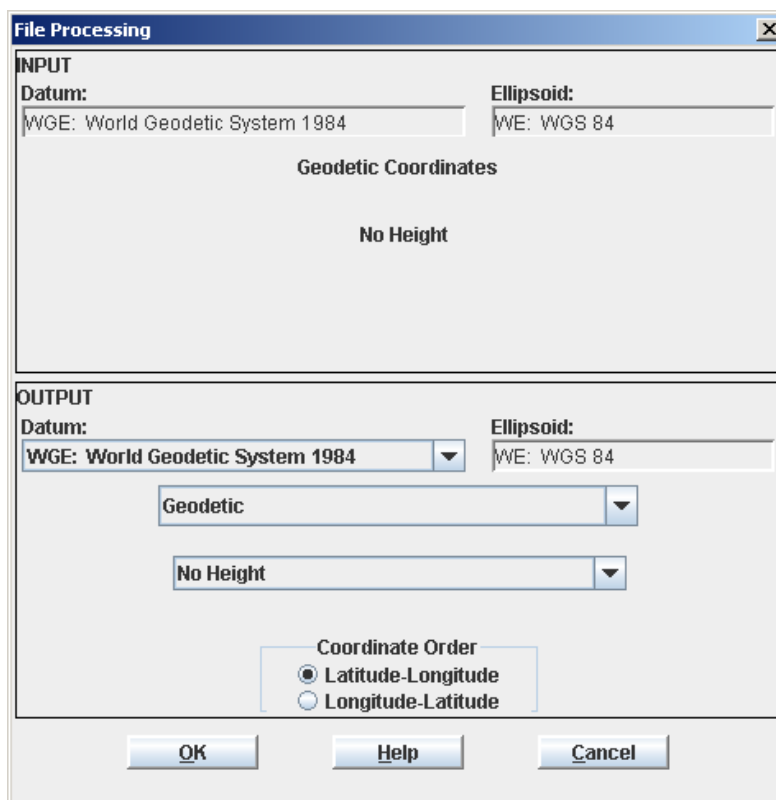 File Processing
INPUT
Datum: Ellipsoid:
WGE: World Geodetic System 1984 WE: WGS 84
Geodetic Coordinates
No Height
OUTPUT
Datum: Ellipsoid:
WGE: World Geodetic System 1984 WE: WGS 84
Geodetic
No Height
Coordinate Order
Latitude-Longitude
Longitude-Latitude
OK Help Cancel